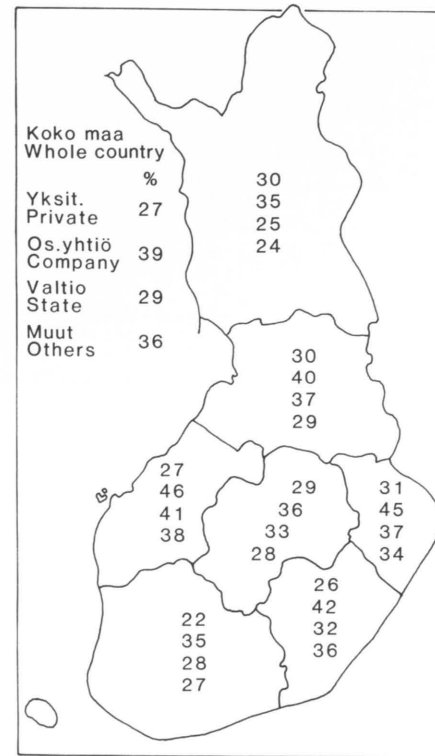 Koko maa
Whole country
%
Yksit.
Private 27
Os.yhtiö
Company 39
Valtio
State 29
Muut
Others 36
30
35
25
24
30
40
37
29
27
46
41
38
29
36
33
28
31
45
37
34
26
42
32
36
22
35
28
27